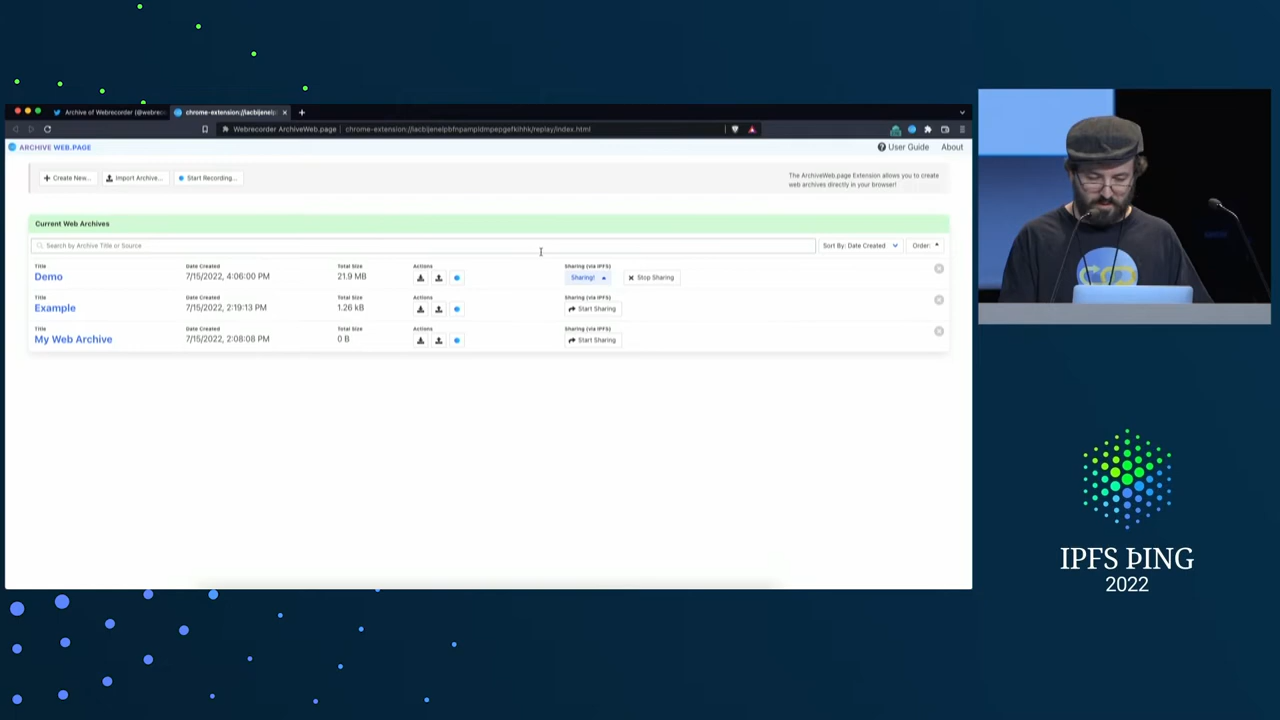 Archive of Webrecorder (@webrec
chrome-extension://lacbijenelp
Webrecorder ArchiveWeb.page | chrome-extension://lacbijenelpbfnpampldmpepgefkihhk/replay/index.html
ARCHIVE WEB.PAGE
User Guide
About
Create New...
Import Archive...
Start Recording...
The ArchiveWeb.page Extension allows you to create
web archives directly in your browser!
Current Web Archives
Search by Archive Title or Source
Sort By: Date Created
Order:
Title Date Created Total Size Actions Sharing (via IPFS)
Demo 7/15/2022, 4:06:00 PM 21.9 MB Sharing! Stop Sharing
Title Date Created Total Size Actions Sharing (via IPFS)
Example 7/15/2022, 2:19:13 PM 1.26 kB Start Sharing
Title Date Created Total Size Actions Sharing (via IPFS)
My Web Archive 7/15/2022, 2:08:08 PM 0 B Start Sharing
IPFS ÞING
2022